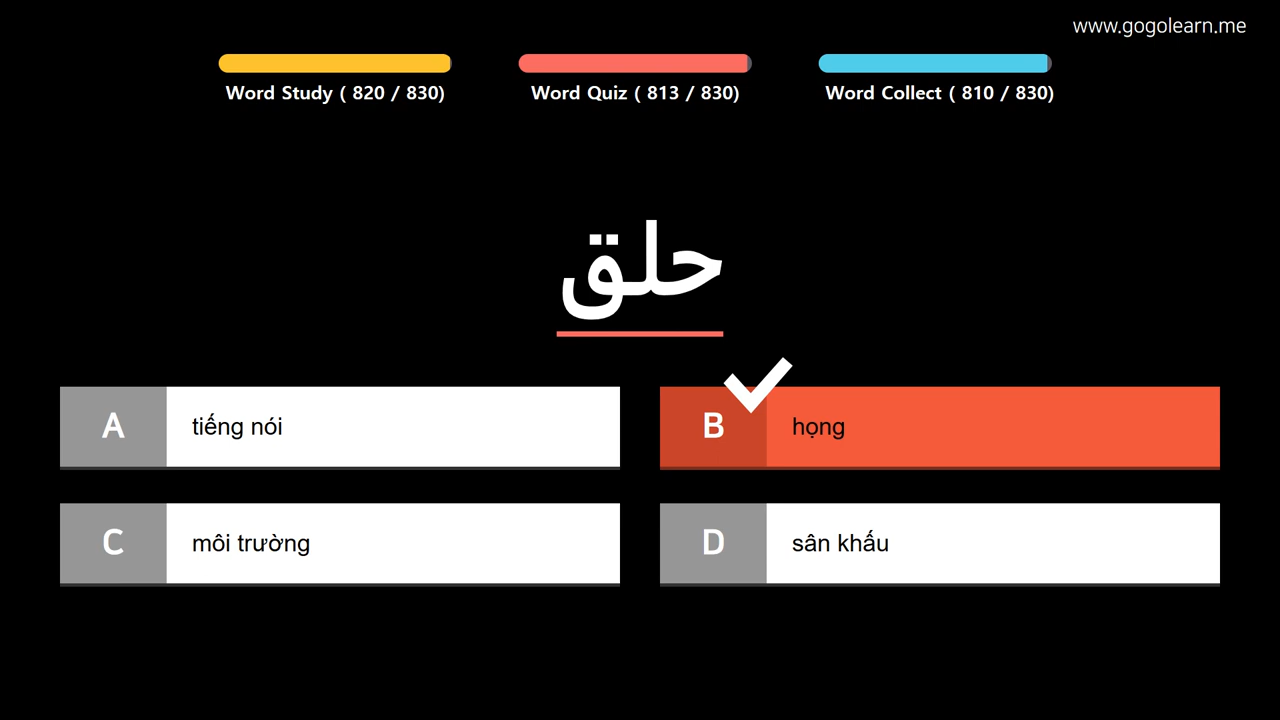 www.gogolearn.me
Word Study ( 820 / 830)
Word Quiz ( 813 / 830)
Word Collect ( 810 / 830)
حلق
A tiếng nói
B họng
C môi trường
D sân khấu